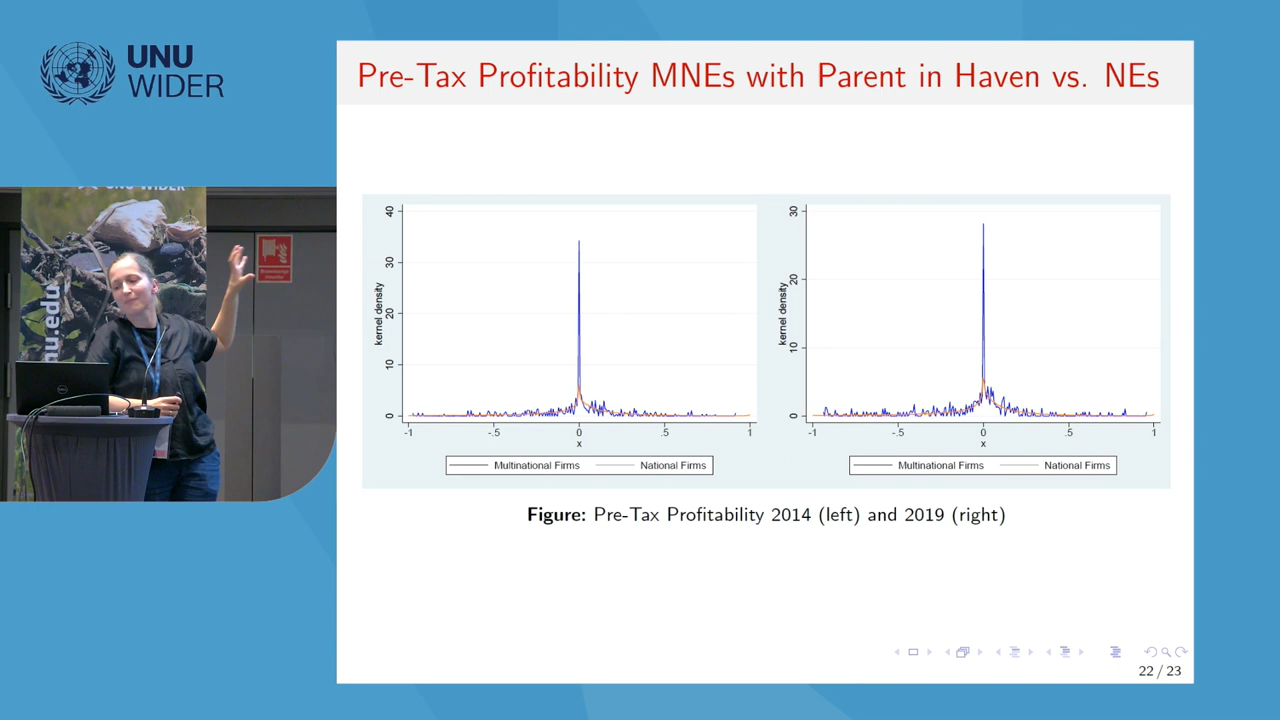 UNU
WIDER
Pre-Tax Profitability MNEs with Parent in Haven vs. NEs
UNU-WIDER
nu.edu
kernel density
40
30
20
10
0
-1
-.5
0
.5
1
x
Multinational Firms
National Firms
kernel density
30
20
10
0
-1
-.5
0
.5
1
x
Multinational Firms
National Firms
Figure: Pre-Tax Profitability 2014 (left) and 2019 (right)
22 / 23